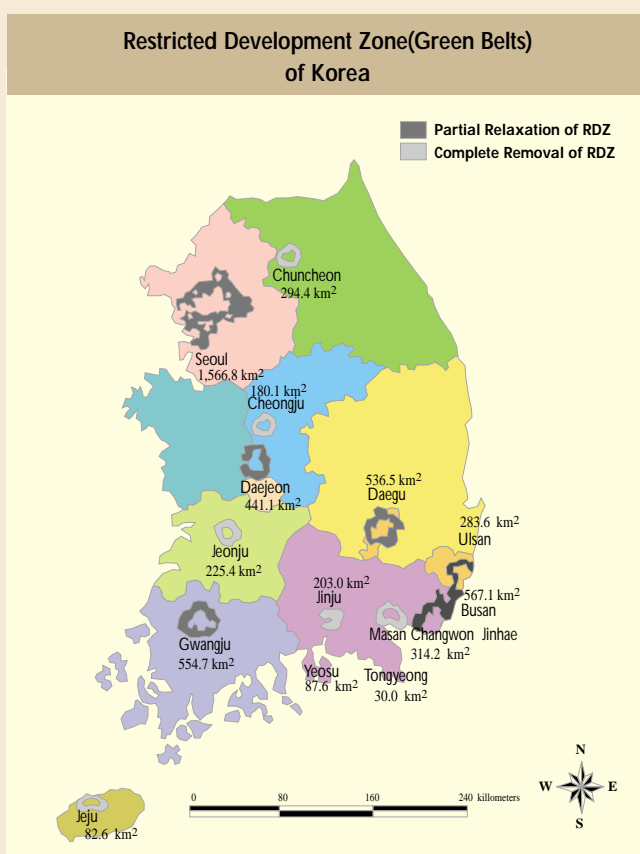 Restricted Development Zone(Green Belts)
of Korea
Partial Relaxation of RDZ
Complete Removal of RDZ
Chuncheon
294.4 km2
Seoul
1,566.8 km2
180.1 km2
Cheongju
Daejeon
441.1 km2
536.5 km2
Daegu
283.6 km2
Ulsan
Jeonju
225.4 km2
203.0 km2
Jinju
567.1 km2
Busan
Masan Changwon Jinhae
314.2 km2
Gwangju
554.7 km2
Yeosu
87.6 km2
Tongyeong
30.0 km2
N
W E
S
0 80 160 240 killometers
Jeju
82.6 km2